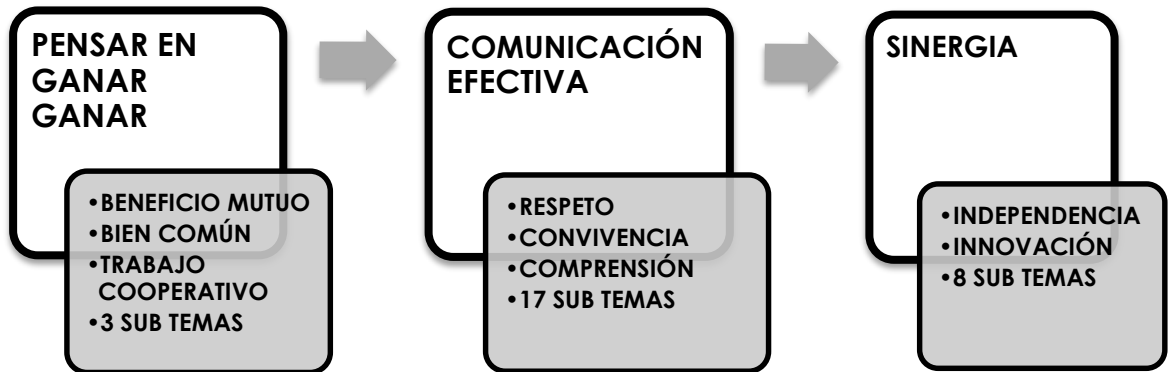 PENSAR EN
GANAR
GANAR
•BENEFICIO MUTUO
•BIEN COMÚN
•TRABAJO
COOPERATIVO
•3 SUB TEMAS
COMUNICACIÓN
EFECTIVA
•RESPETO
•CONVIVENCIA
•COMPRENSIÓN
•17 SUB TEMAS
SINERGIA
•INDEPENDENCIA
•INNOVACIÓN
•8 SUB TEMAS